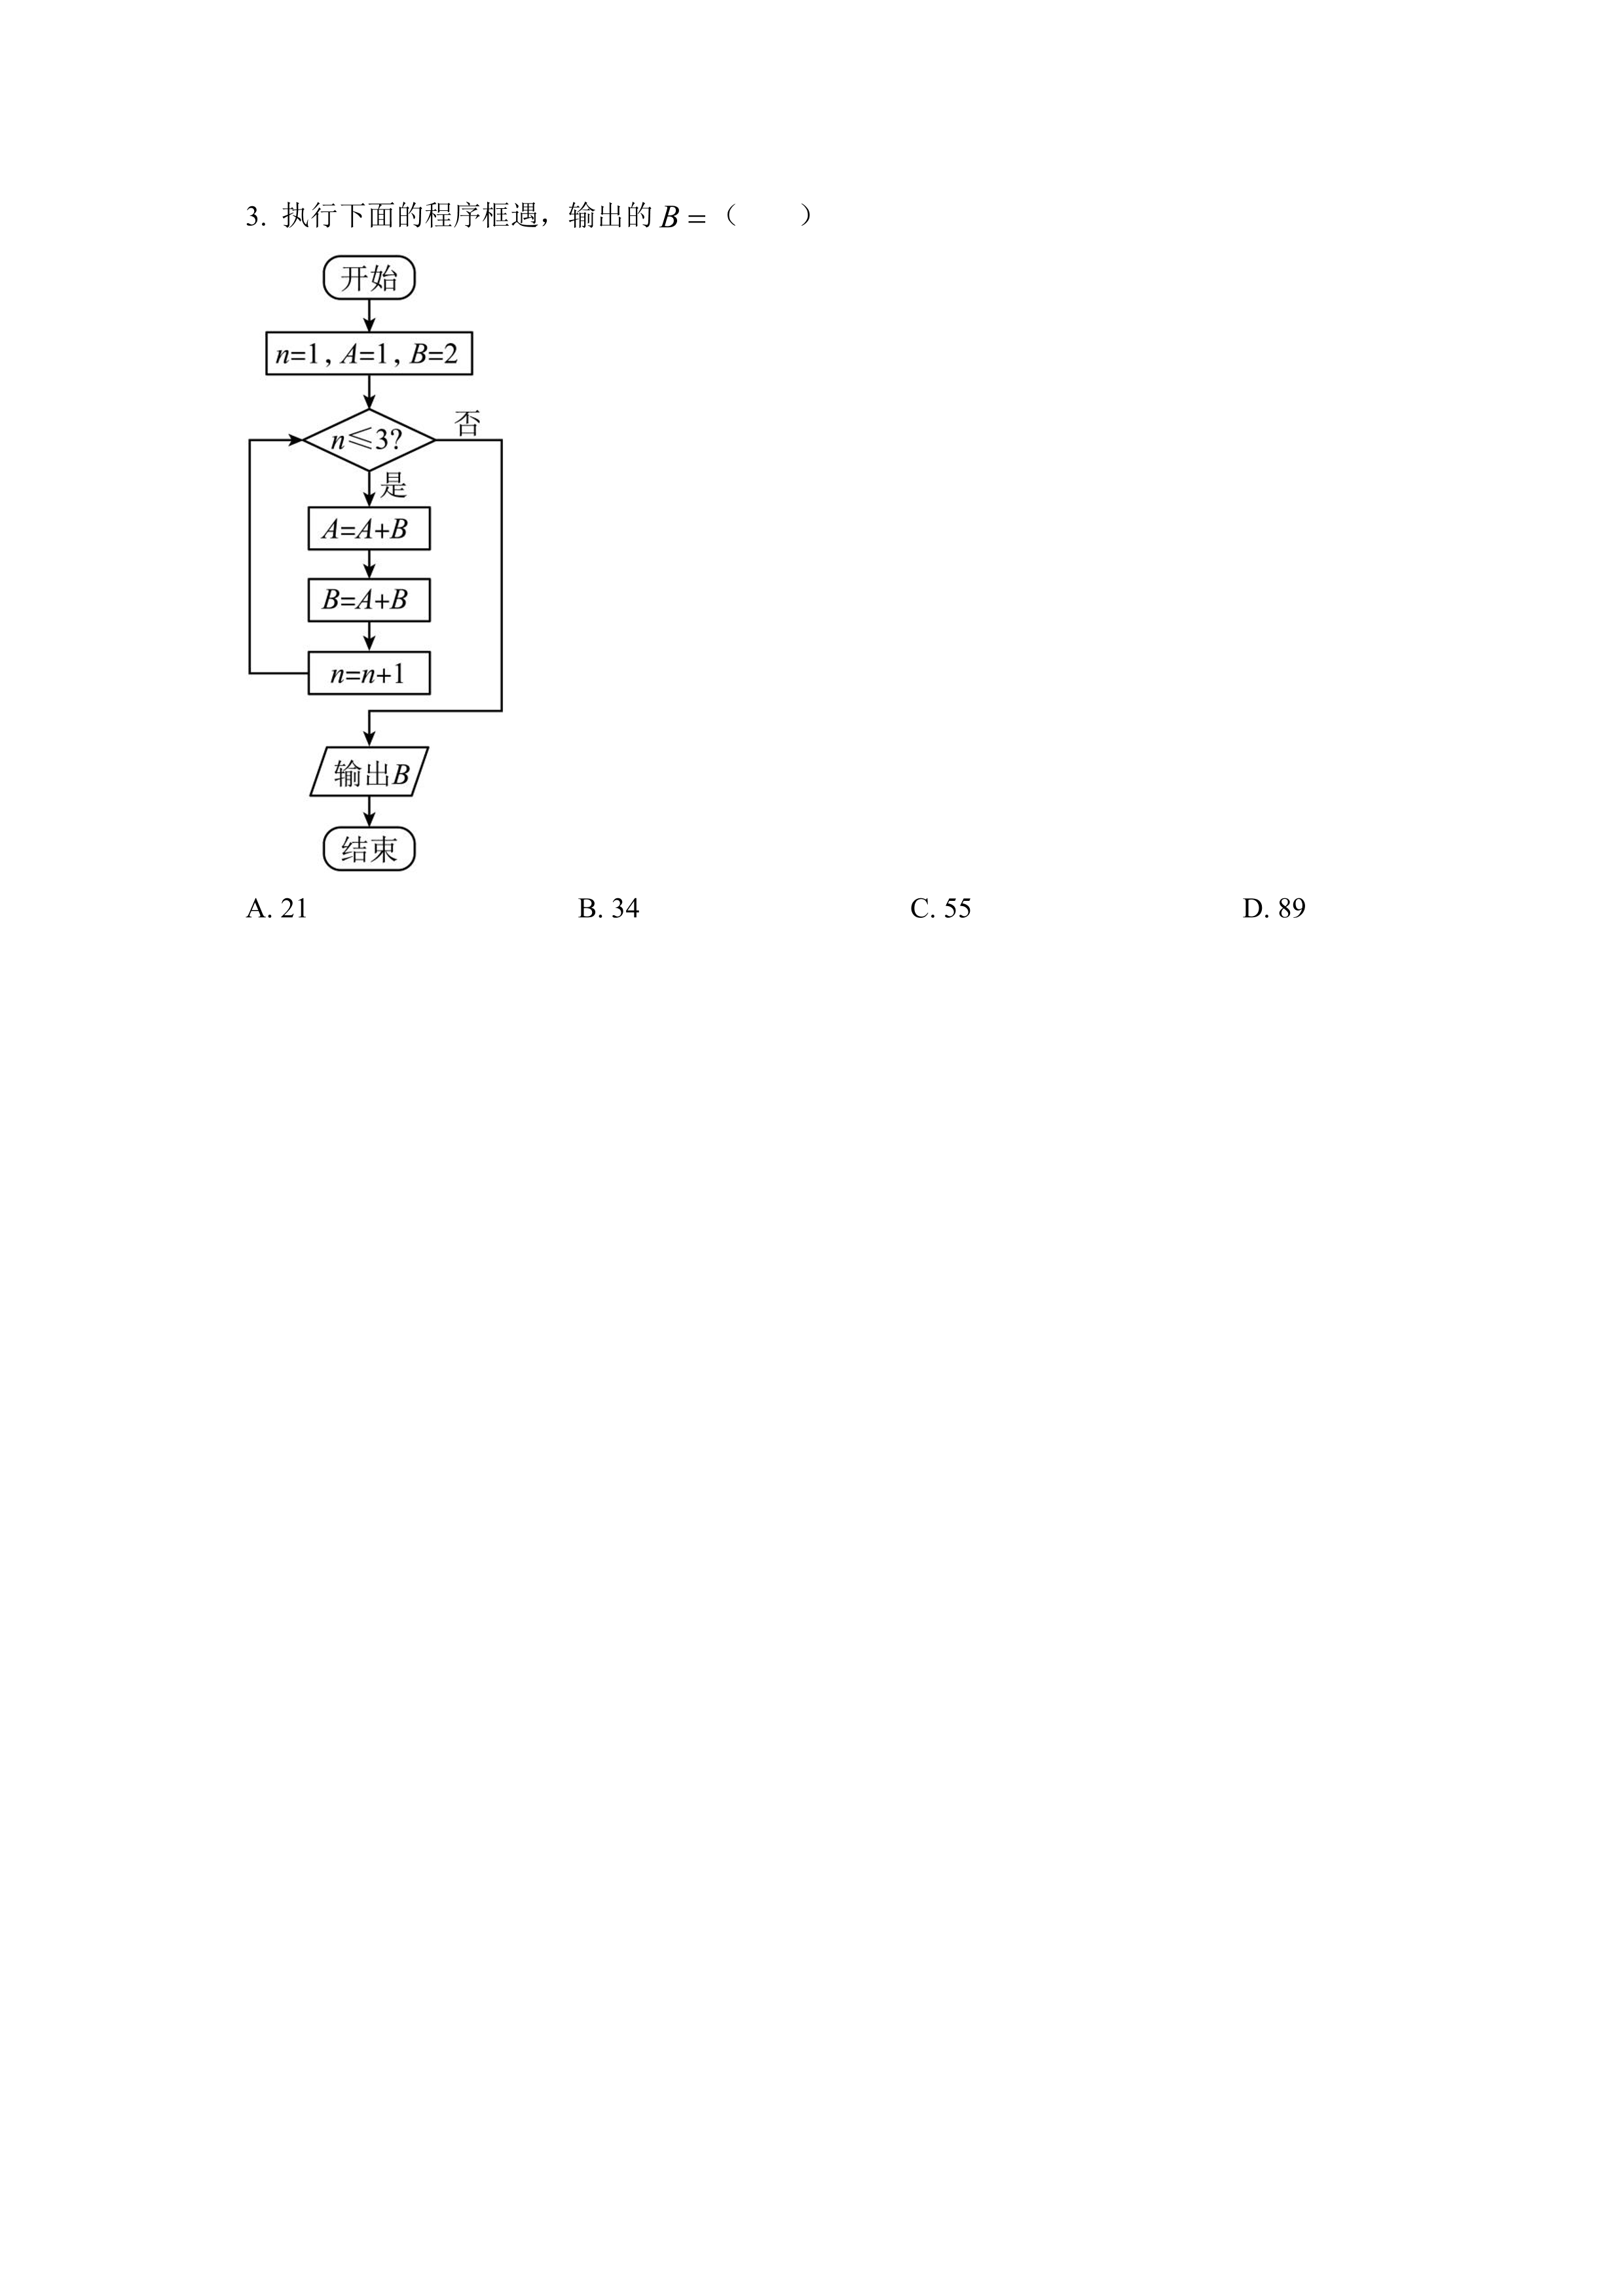 3. 执行下面的程序框遇，输出的 B = （　　）
开始
n=1 , A=1 , B=2
n≤3?
否
是
A=A+B
B=A+B
n=n+1
输出B
结束
A. 21 B. 34 C. 55 D. 89